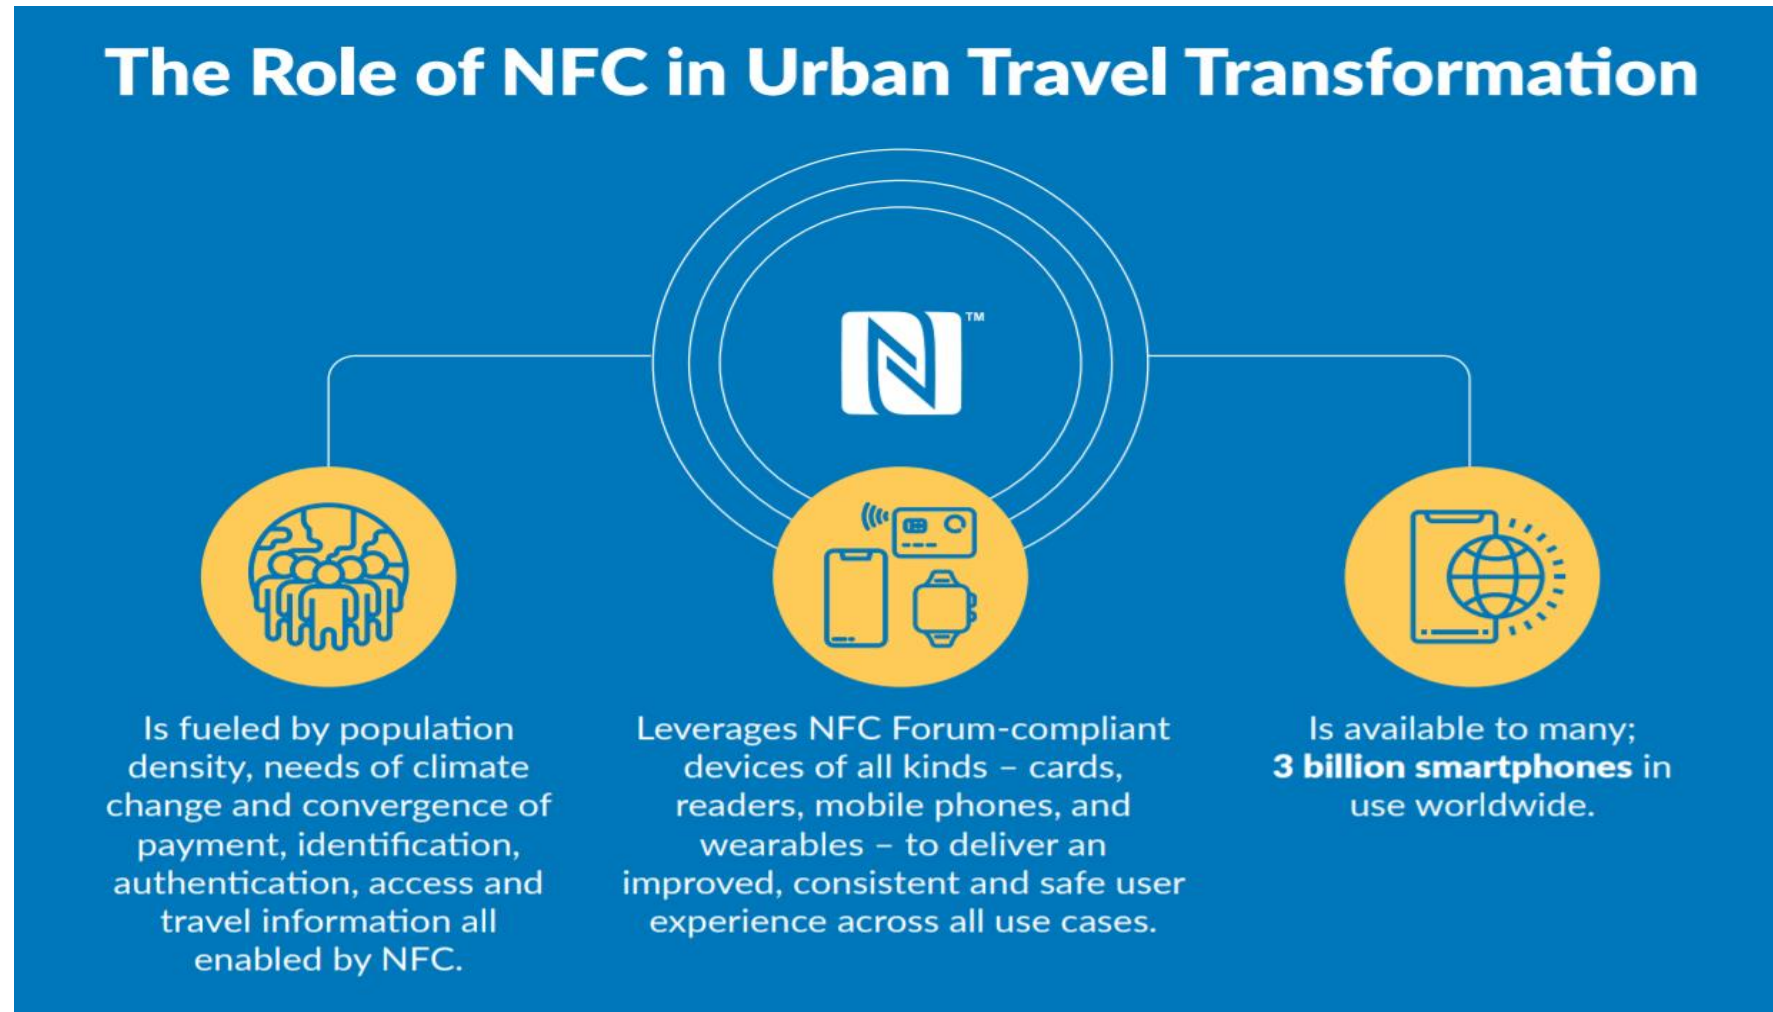 The Role of NFC in Urban Travel Transformation
N
TM
Is fueled by population
density, needs of climate
change and convergence of
payment, identification,
authentication, access and
travel information all
enabled by NFC.
Leverages NFC Forum-compliant
devices of all kinds – cards,
readers, mobile phones, and
wearables – to deliver an
improved, consistent and safe user
experience across all use cases.
Is available to many;
3 billion smartphones in
use worldwide.